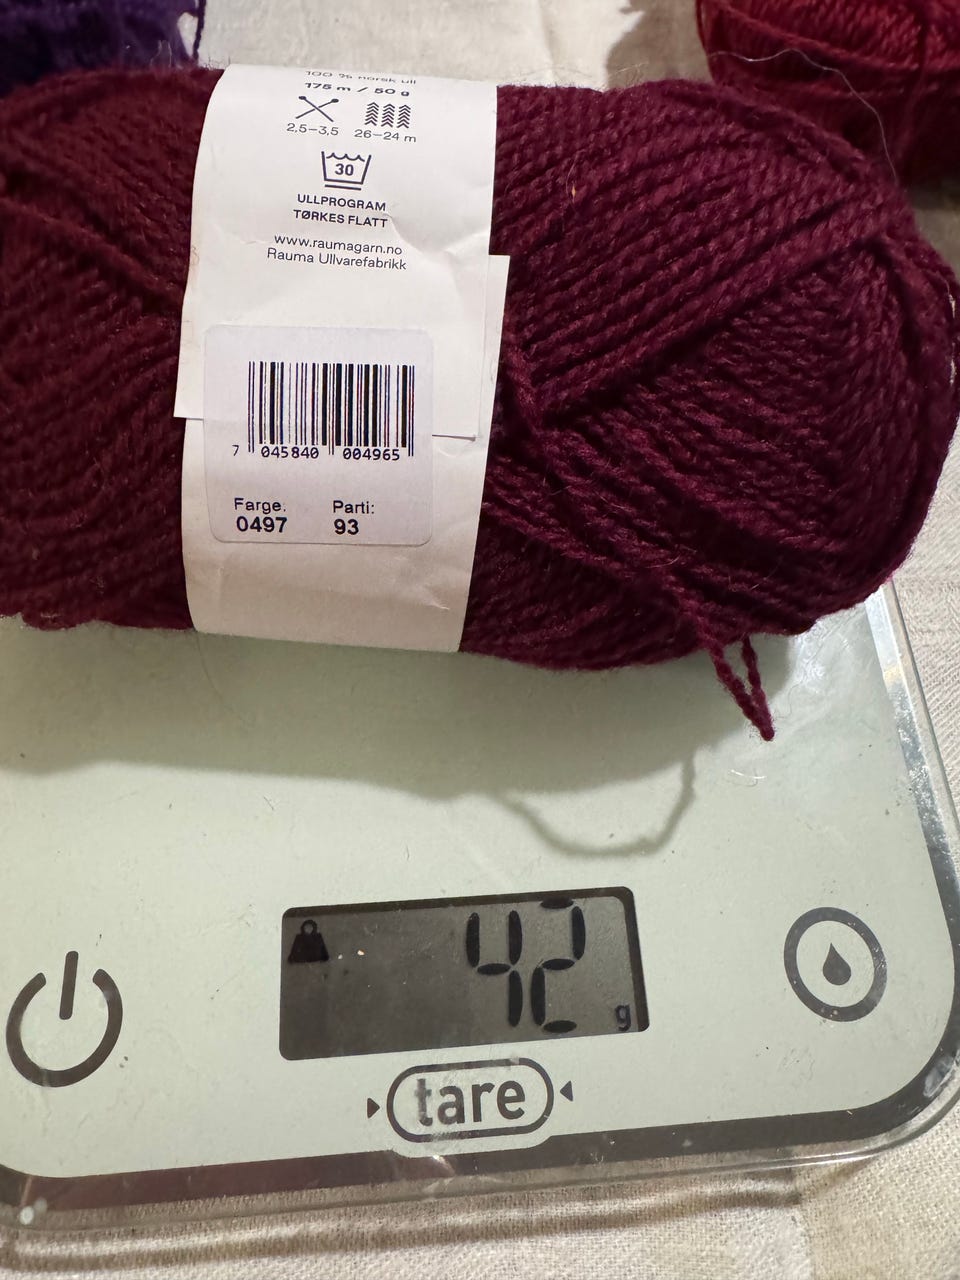 100 % norsk ull
175 m / 50 g
2,5–3,5 26–24 m
30
ULLPROGRAM
TØRKES FLATT
www.raumagarn.no
Rauma Ullvarefabrikk
7 045840 004965
Farge: Parti:
0497 93
42 g
tare